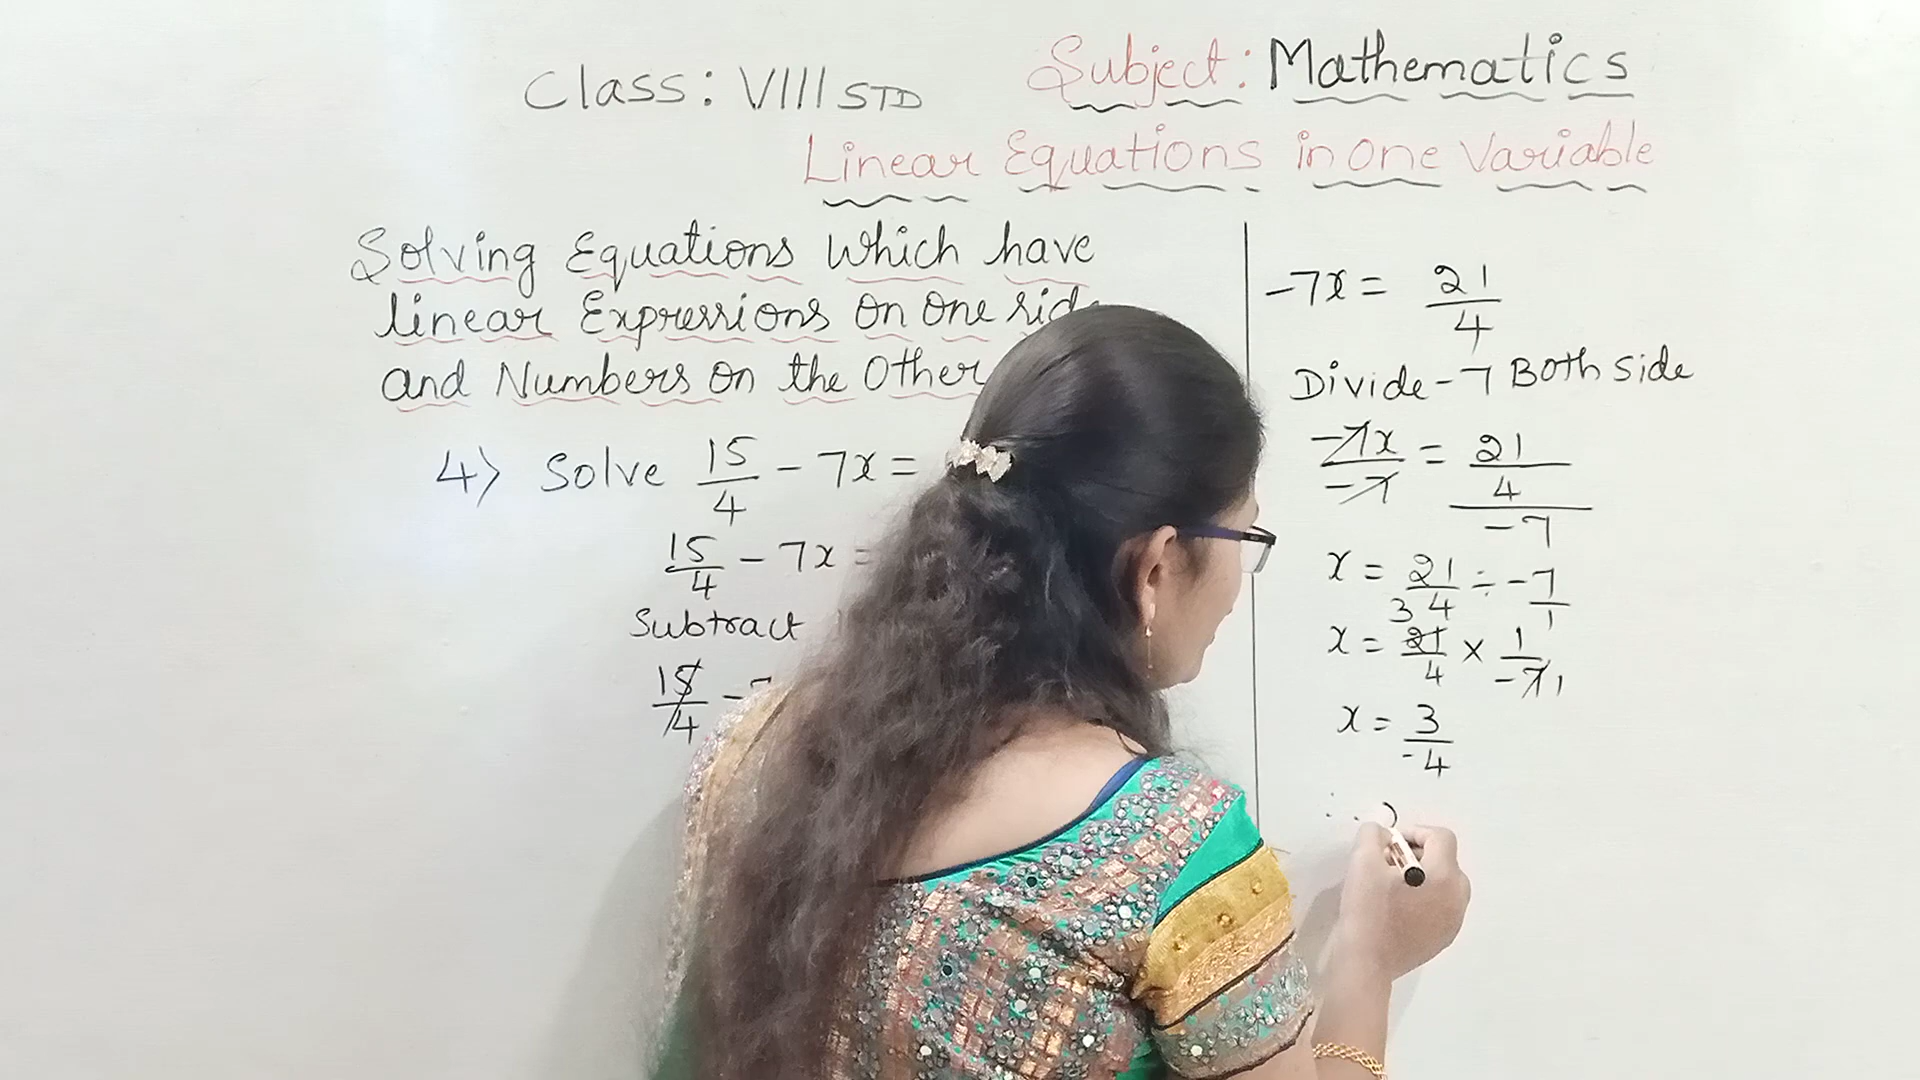 Class: VIII STD
Subject: Mathematics
Linear Equations in One Variable
Solving Equations Which have
linear Expressions On One
and Numbers on the Other
4) Solve 15/4 - 7x =
15/4 - 7x =
Subtract
15/4 -
-7x = 21/4
Divide -7 Both side
-7x/-7 = 21/4/-7
x = 21/4 ÷ -7/1
3
x = 21/4 × 1/-7 1
x = 3/-4